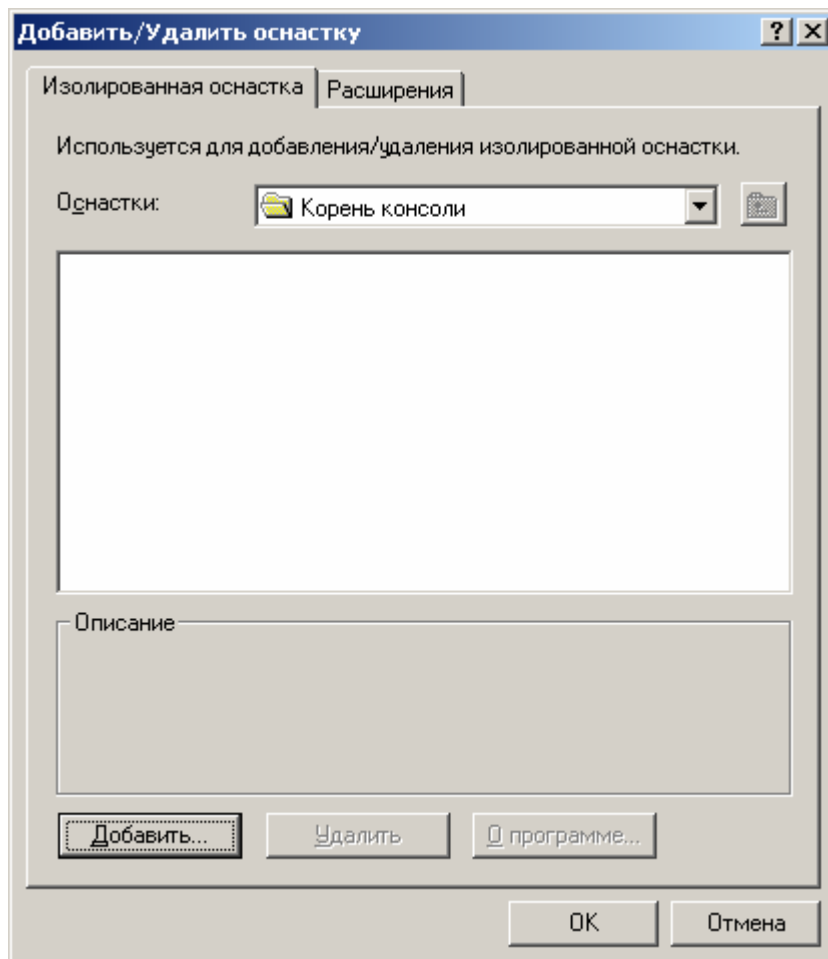 Добавить/Удалить оснастку
Изолированная оснастка Расширения
Используется для добавления/удаления изолированной оснастки.
Оснастки: Корень консоли
Описание
Добавить... Удалить О программе...
OK Отмена